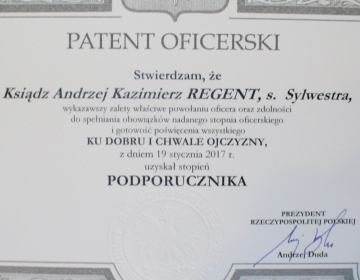 PATENT OFICERSKI
Stwierdzam, że
Ksiądz Andrzej Kazimierz REGENT, s. Sylwestra,
wykazawszy zalety właściwe powołaniu oficera oraz zdolności
do spełniania obowiązków nadanego stopnia oficerskiego
i gotowość poświęcenia wszystkiego
KU DOBRU I CHWALE OJCZYZNY,
z dniem 19 stycznia 2017 r.
uzyskał stopień
PODPORUCZNIKA
PREZYDENT
RZECZYPOSPOLITEJ POLSKIEJ
Andrzej Duda